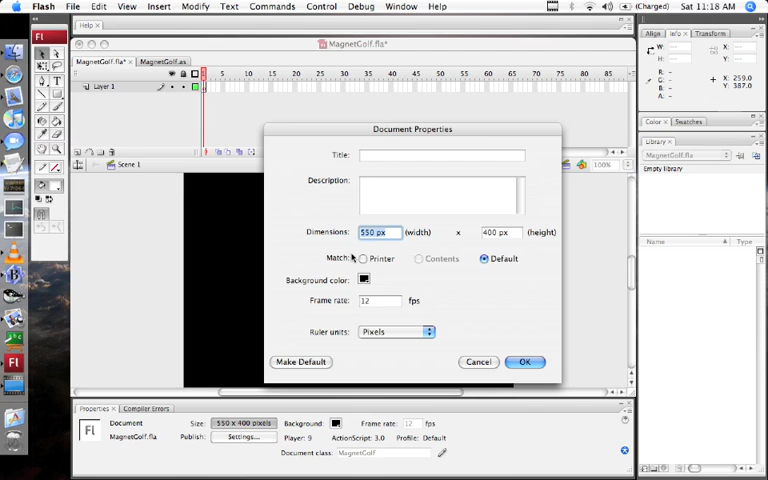 Flash File Edit View Insert Modify Text Commands Control Debug Window Help (Charged) Sat 11:18 AM
Help ×
Fl
MagnetGolf.fla*
MagnetGolf.fla* × MagnetGolf.as
Align Info × Transform
1 5 10 15 20 25 30 35 40 45 50 55 60 65 70 75 80 85
Layer 1
W:
H:
X:
Y:
R:
G:
B:
A:
X: 259.0
Y: 387.0
Color × Swatches
Library ×
MagnetGolf.fla
Empty library
Name Type
Scene 1
100%
Document Properties
Title:
Description:
Dimensions: 550 px (width) x 400 px (height)
Match: Printer Contents Default
Background color:
Frame rate: 12 fps
Ruler units: Pixels
Make Default Cancel OK
Properties × Compiler Errors
Fl
Document
MagnetGolf.fla
Size: 550 x 400 pixels Background: Frame rate: 12 fps
Publish: Settings... Player: 9 ActionScript: 3.0 Profile: Default
Document class: MagnetGolf